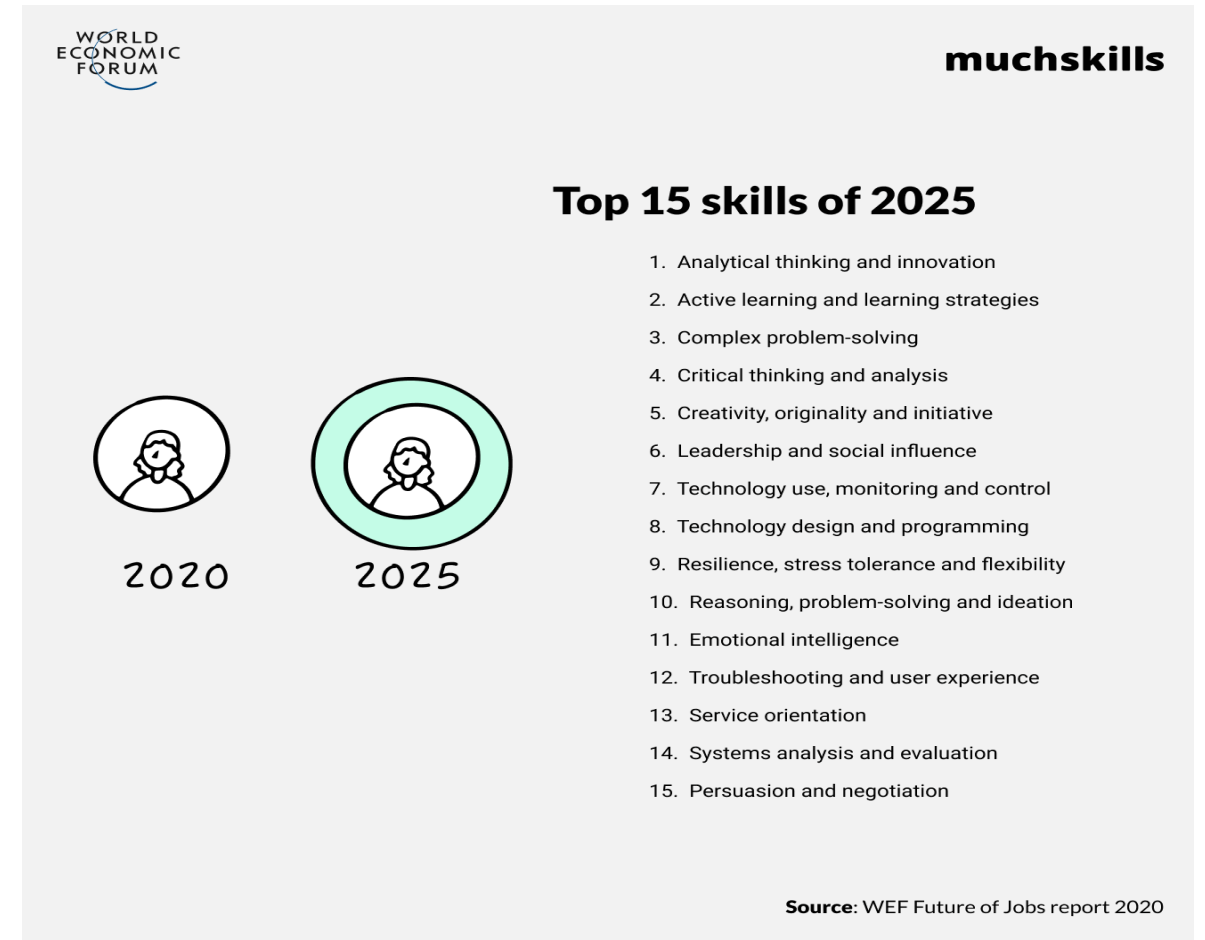 WORLD
ECONOMIC
FORUM
muchskills
Top 15 skills of 2025
1. Analytical thinking and innovation
2. Active learning and learning strategies
3. Complex problem-solving
4. Critical thinking and analysis
5. Creativity, originality and initiative
6. Leadership and social influence
7. Technology use, monitoring and control
8. Technology design and programming
9. Resilience, stress tolerance and flexibility
10. Reasoning, problem-solving and ideation
11. Emotional intelligence
12. Troubleshooting and user experience
13. Service orientation
14. Systems analysis and evaluation
15. Persuasion and negotiation
2020
2025
Source: WEF Future of Jobs report 2020